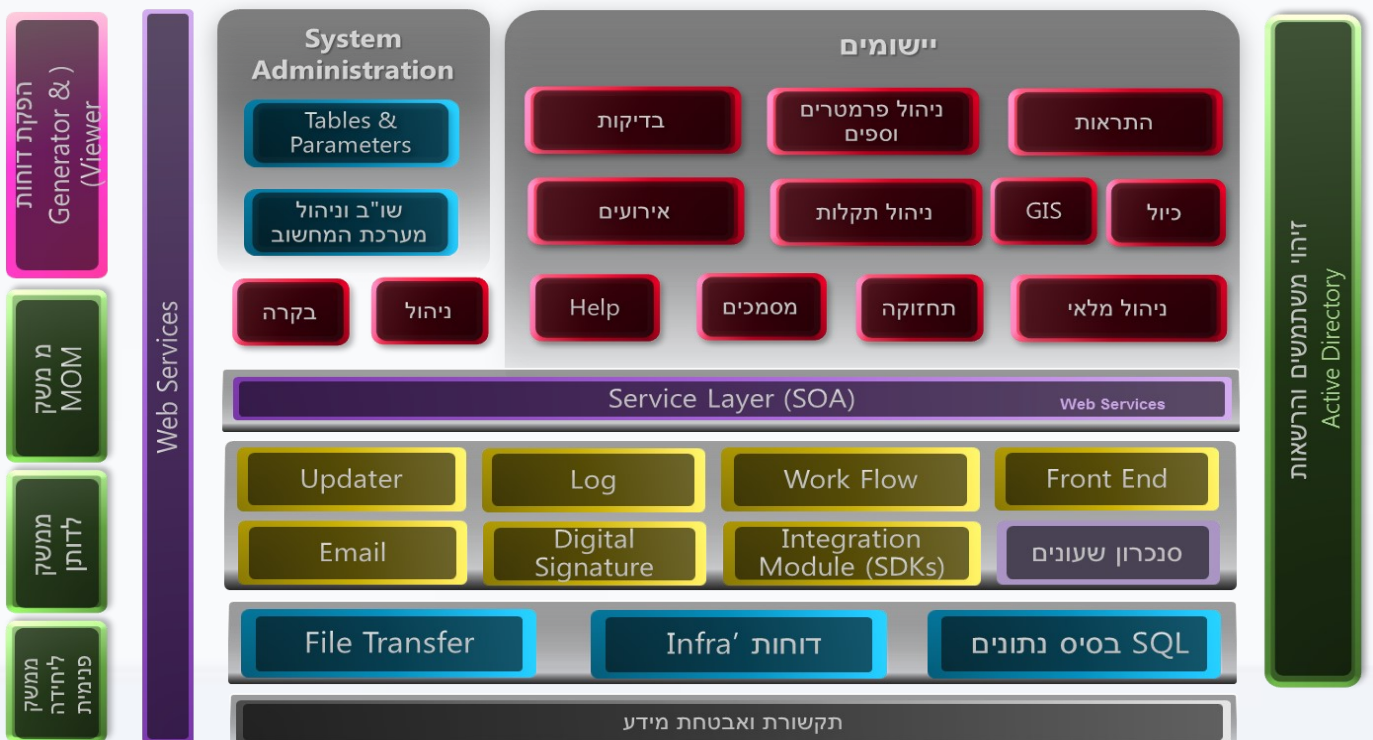 הפקת דוחות
Generator & )
(Viewer
מ משק
MOM
ממשק
לדותן
ממשק
ליחידה
פנימית
Web Services
System
Administration
Tables &
Parameters
שו"ב וניהול
מערכת המחשוב
בקרה
ניהול
יישומים
בדיקות
ניהול פרמטרים
וספים
התראות
אירועים
ניהול תקלות
GIS
כיול
Help
מסמכים
תחזוקה
ניהול מלאי
Service Layer (SOA)
Web Services
Updater
Log
Work Flow
Front End
Email
Digital
Signature
Integration
Module (SDKs)
סנכרון שעונים
File Transfer
דוחות Infra’
SQL בסיס נתונים
תקשורת ואבטחת מידע
זיהוי משתמשים והרשאות
Active Directory